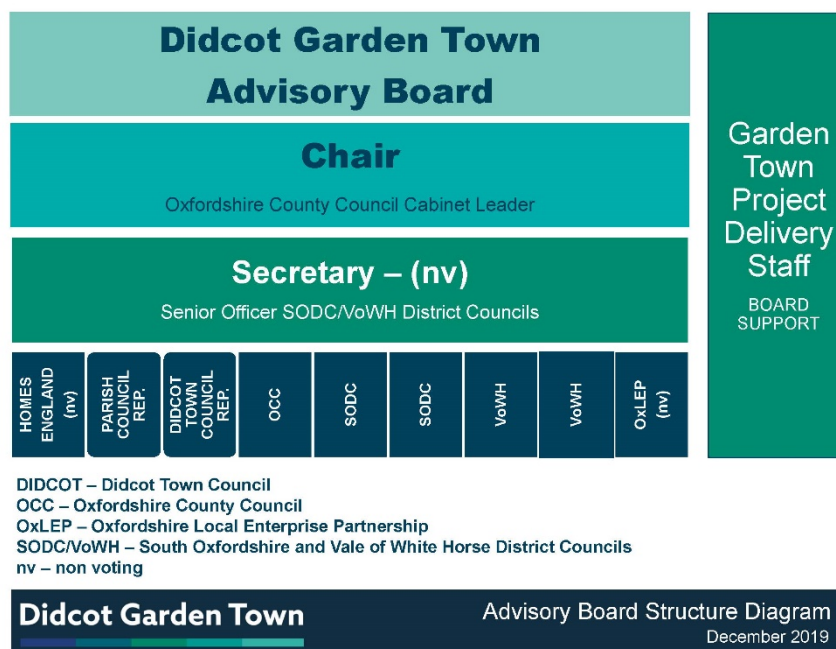 Didcot Garden Town
Advisory Board
Chair
Oxfordshire County Council Cabinet Leader
Secretary – (nv)
Senior Officer SODC/VoWH District Councils
HOMES
ENGLAND
(nv)
PARISH
COUNCIL
REP.
DIDCOT
TOWN
COUNCIL
REP.
OCC
SODC
SODC
VoWH
VoWH
OxLEP
(nv)
Garden
Town
Project
Delivery
Staff
BOARD
SUPPORT
DIDCOT – Didcot Town Council
OCC – Oxfordshire County Council
OxLEP – Oxfordshire Local Enterprise Partnership
SODC/VoWH – South Oxfordshire and Vale of White Horse District Councils
nv – non voting
Didcot Garden Town
Advisory Board Structure Diagram
December 2019